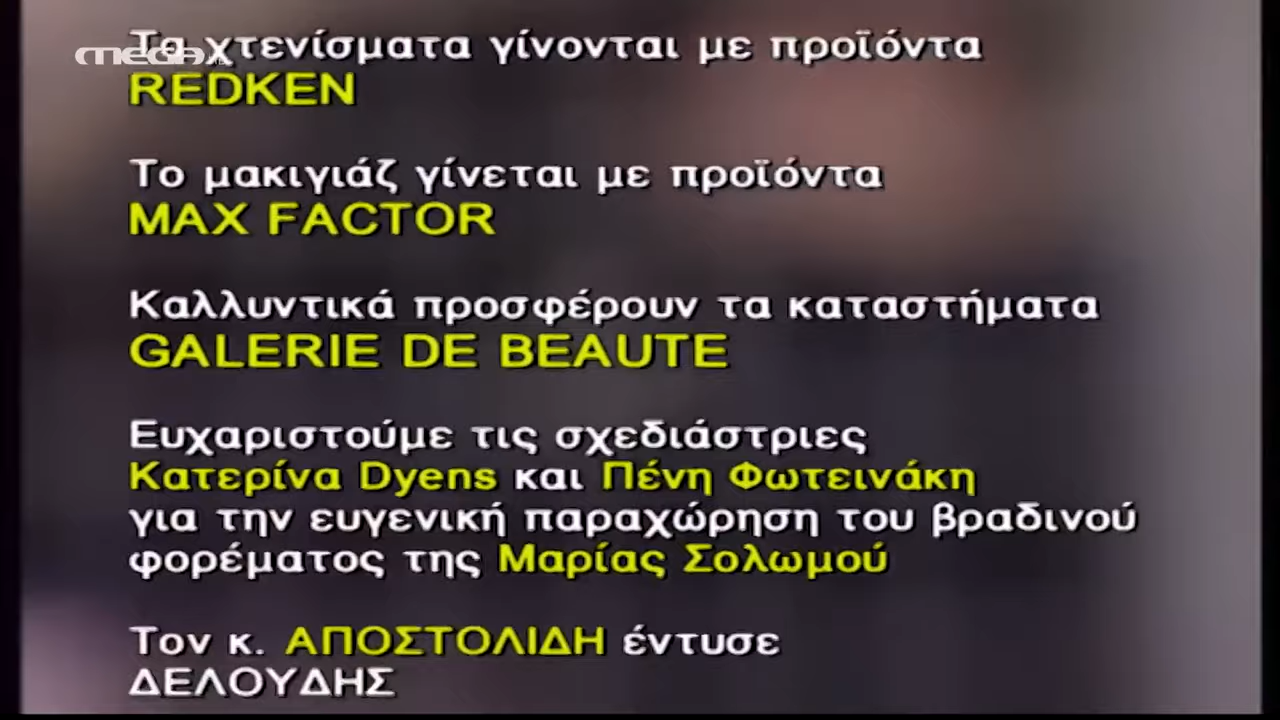 MEGA
Τα χτενίσματα γίνονται με προϊόντα
REDKEN
Το μακιγιάζ γίνεται με προϊόντα
MAX FACTOR
Καλλυντικά προσφέρουν τα καταστήματα
GALERIE DE BEAUTE
Ευχαριστούμε τις σχεδιάστριες
Κατερίνα Dyens και Πένη Φωτεινάκη
για την ευγενική παραχώρηση του βραδινού
φορέματος της Μαρίας Σολωμού
Τον κ. ΑΠΟΣΤΟΛΙΔΗ έντυσε
ΔΕΛΟΥΔΗΣ